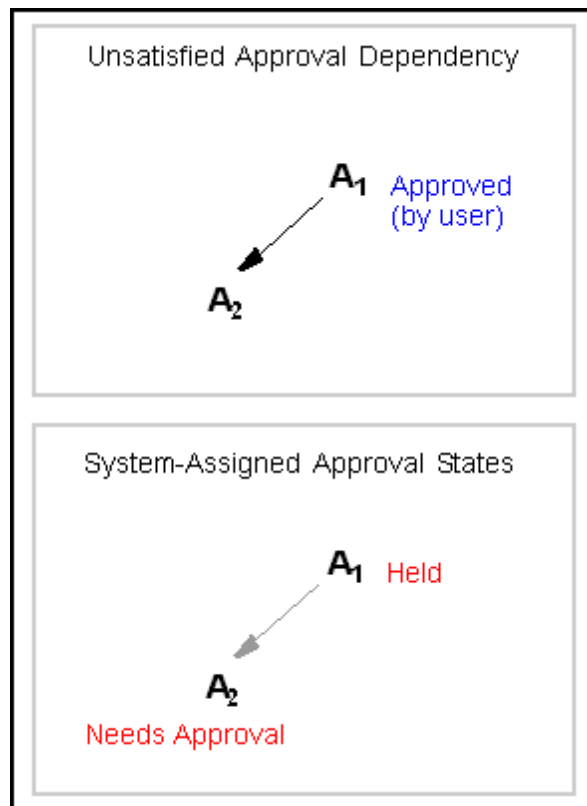 Unsatisfied Approval Dependency
A₁ Approved
(by user)
A₂
System-Assigned Approval States
A₁ Held
A₂
Needs Approval